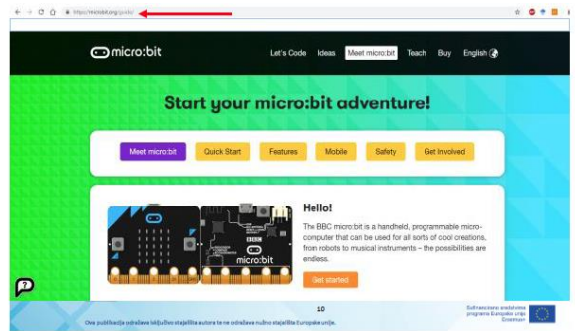 https://microbit.org/guide/
micro:bit
Let's Code Ideas Meet micro:bit Teach Buy English
Start your micro:bit adventure!
Meet micro:bit Quick Start Features Mobile Safety Get Involved
Hello!
The BBC micro:bit is a handheld, programmable micro-
computer that can be used for all sorts of cool creations,
from robots to musical instruments – the possibilities are
endless.
Get started
BBC
micro:bit
?
10
Sufinancirano sredstvima
programa Europske unije
Erasmus+
Ova publikacija odražava isključivo stajališta autora te ne odražava nužno stajališta Europske unije.